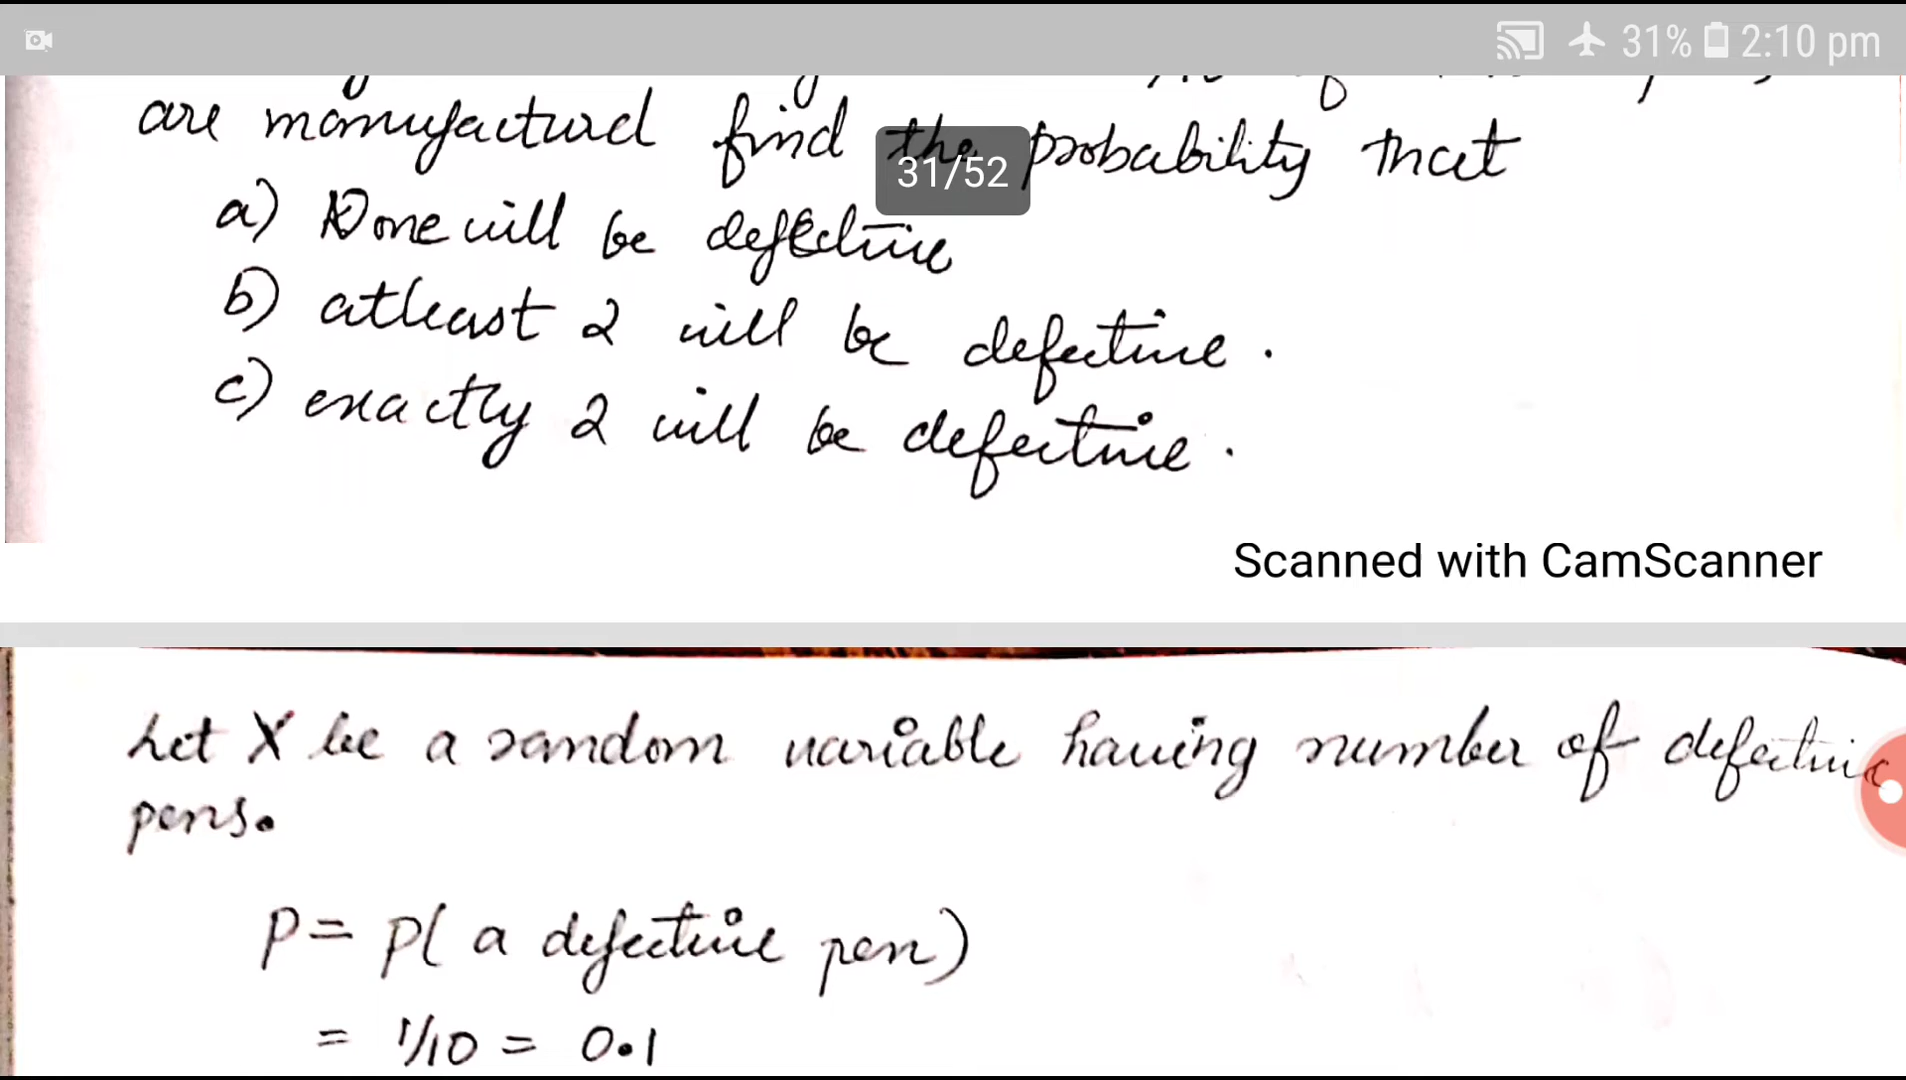 31% 2:10 pm
are manufactured find the probability that
31/52
a) None will be defective
b) atleast 2 will be defective.
c) exactly 2 will be defective.
Scanned with CamScanner
Let X be a random variable having number of defective
pens.
P = P( a defective pen)
= 1/10 = 0.1